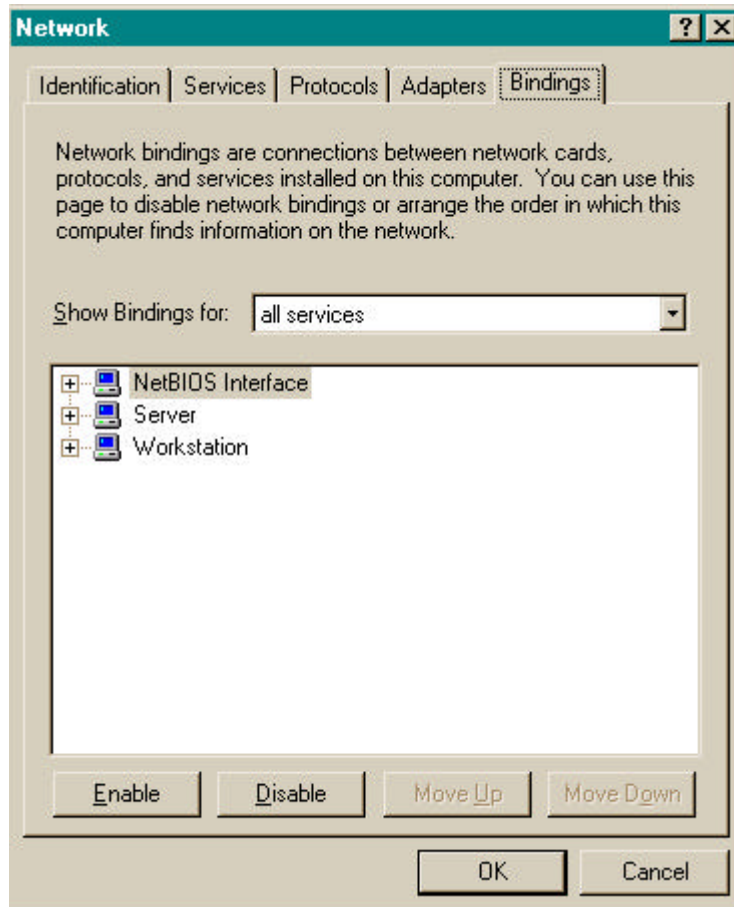 Network
Identification Services Protocols Adapters Bindings
Network bindings are connections between network cards,
protocols, and services installed on this computer. You can use this
page to disable network bindings or arrange the order in which this
computer finds information on the network.
Show Bindings for: all services
NetBIOS Interface
Server
Workstation
Enable Disable Move Up Move Down
OK Cancel